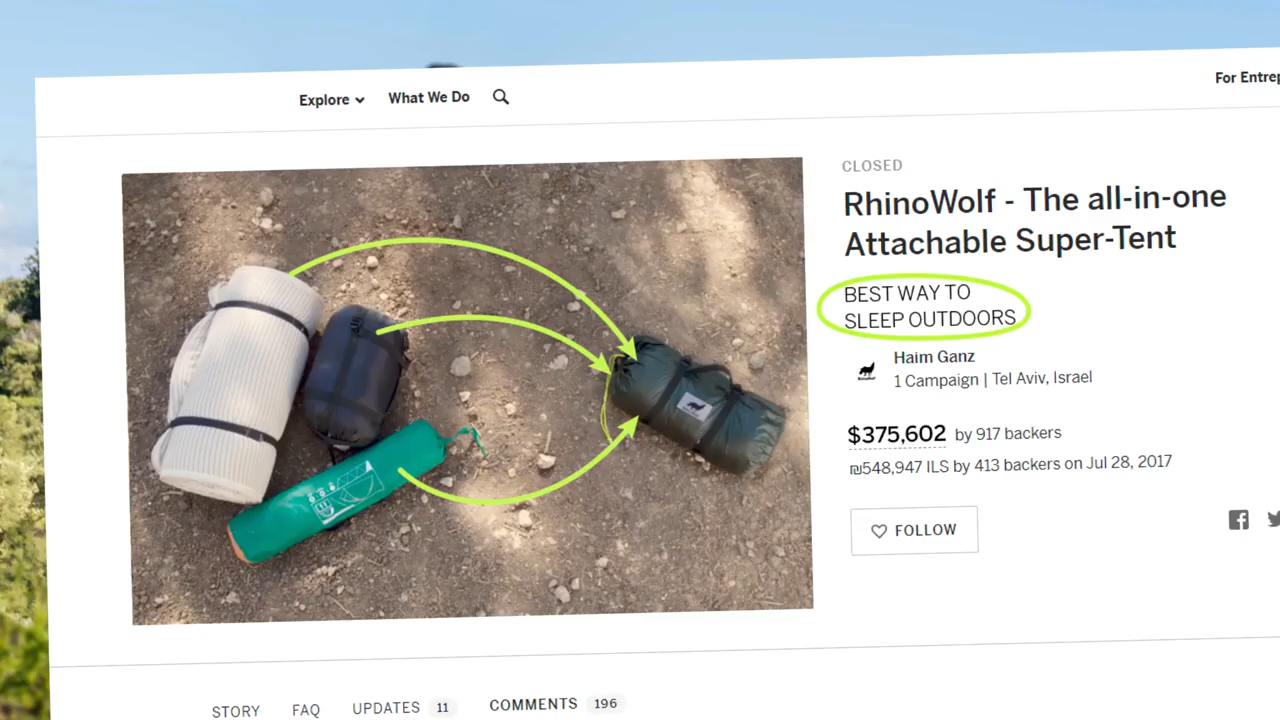 Explore
What We Do
For Entrep
CLOSED
RhinoWolf - The all-in-one
Attachable Super-Tent
BEST WAY TO
SLEEP OUTDOORS
Haim Ganz
1 Campaign | Tel Aviv, Israel
$375,602 by 917 backers
₪548,947 ILS by 413 backers on Jul 28, 2017
FOLLOW
STORY
FAQ
UPDATES 11
COMMENTS 196